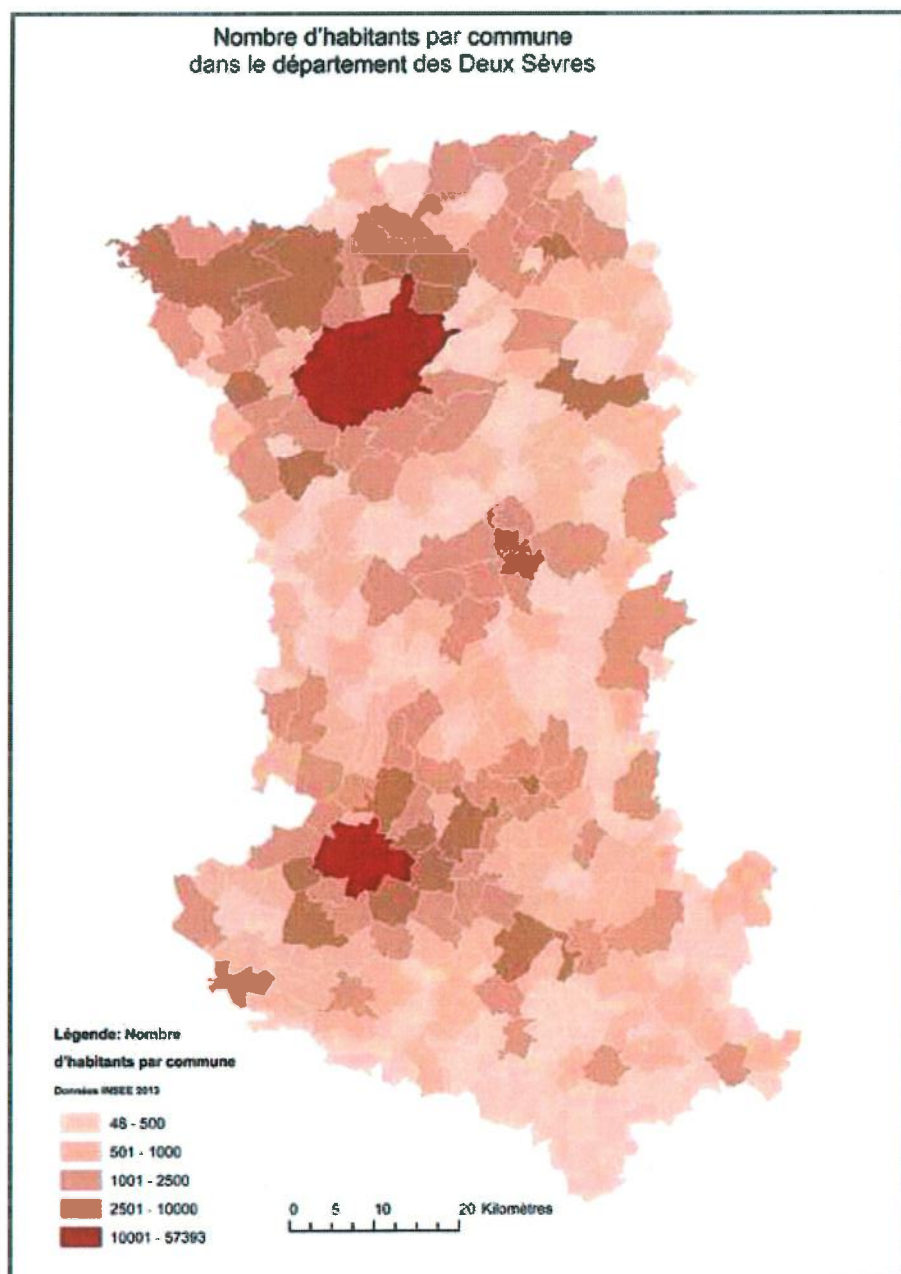 Nombre d'habitants par commune
dans le département des Deux Sèvres
Légende: Nombre
d'habitants par commune
Données INSEE 2013
48 - 500
501 - 1000
1001 - 2500
2501 - 10000
10001 - 57393
0 5 10 20 Kilomètres